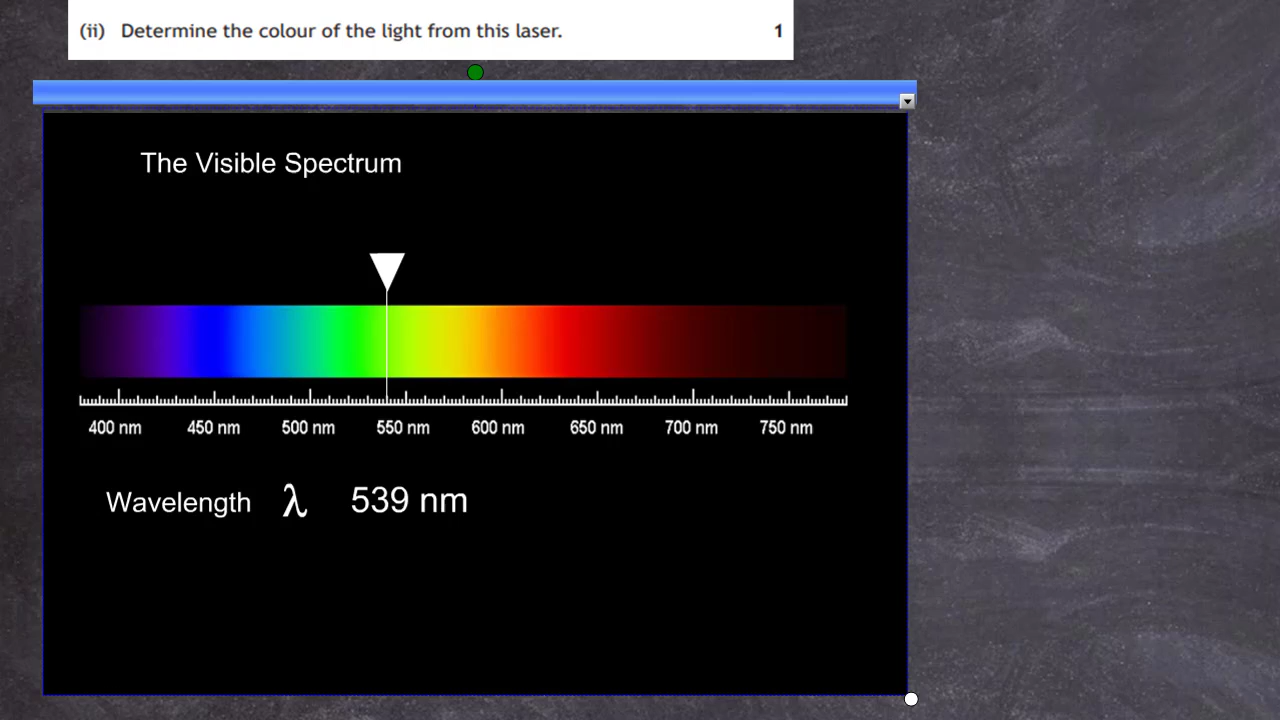 (ii) Determine the colour of the light from this laser. 1
The Visible Spectrum
400 nm 450 nm 500 nm 550 nm 600 nm 650 nm 700 nm 750 nm
Wavelength λ 539 nm